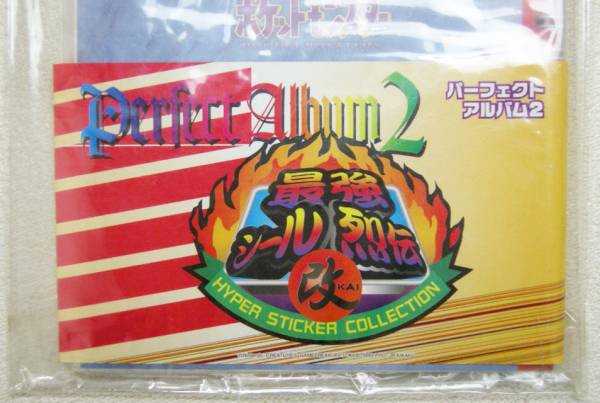 ポケットモンスター
Perfect Album 2
パーフェクト
アルバム2
最強
シール烈伝
改
KAI
HYPER STICKER COLLECTION